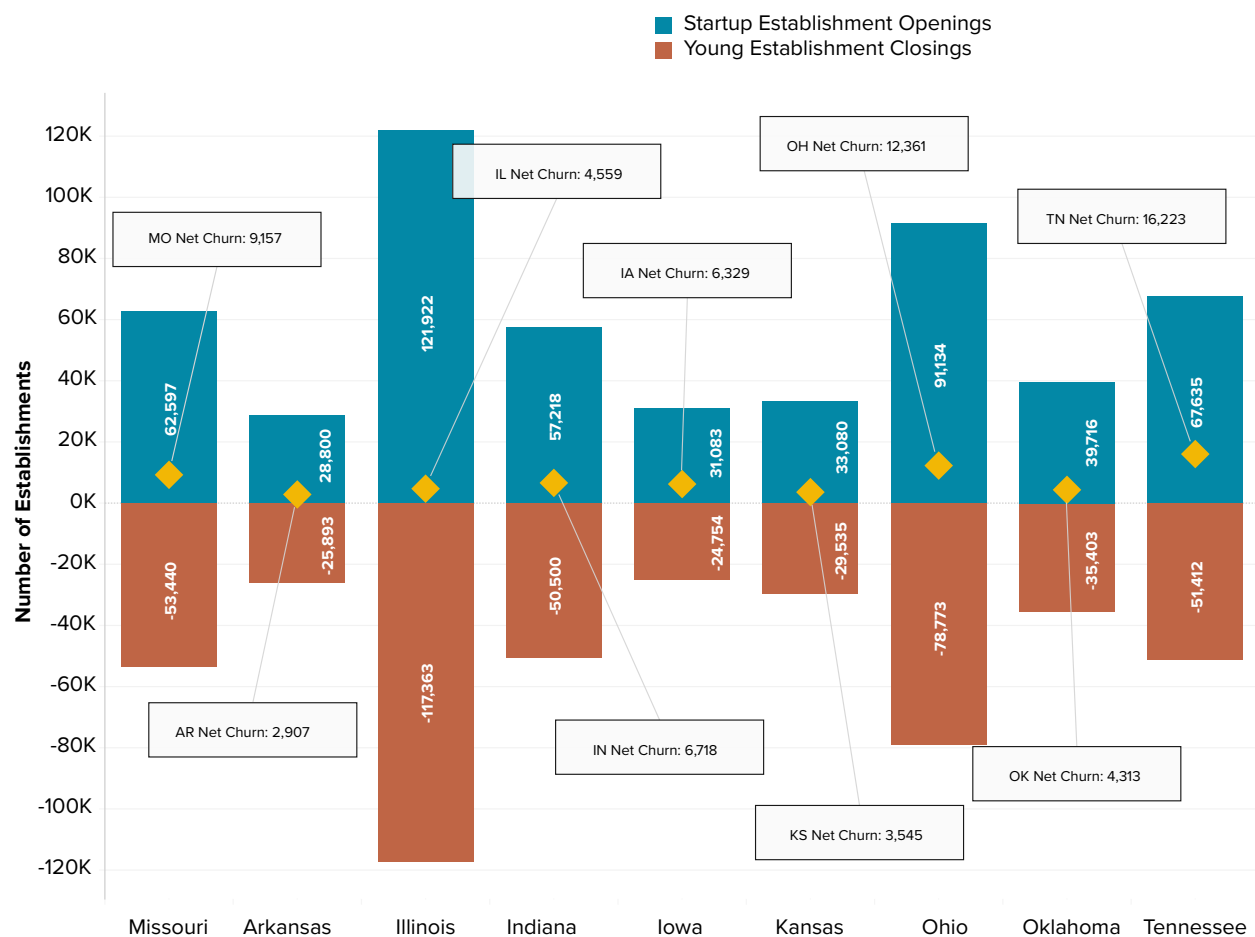 Startup Establishment Openings
Young Establishment Closings
Number of Establishments
120K
100K
80K
60K
40K
20K
0K
-20K
-40K
-60K
-80K
-100K
-120K
MO Net Churn: 9,157
IL Net Churn: 4,559
IA Net Churn: 6,329
OH Net Churn: 12,361
TN Net Churn: 16,223
AR Net Churn: 2,907
IN Net Churn: 6,718
KS Net Churn: 3,545
OK Net Churn: 4,313
62,597
28,800
121,922
57,218
31,083
33,080
91,134
39,716
67,635
-53,440
-25,893
-117,363
-50,500
-24,754
-29,535
-78,773
-35,403
-51,412
Missouri
Arkansas
Illinois
Indiana
Iowa
Kansas
Ohio
Oklahoma
Tennessee